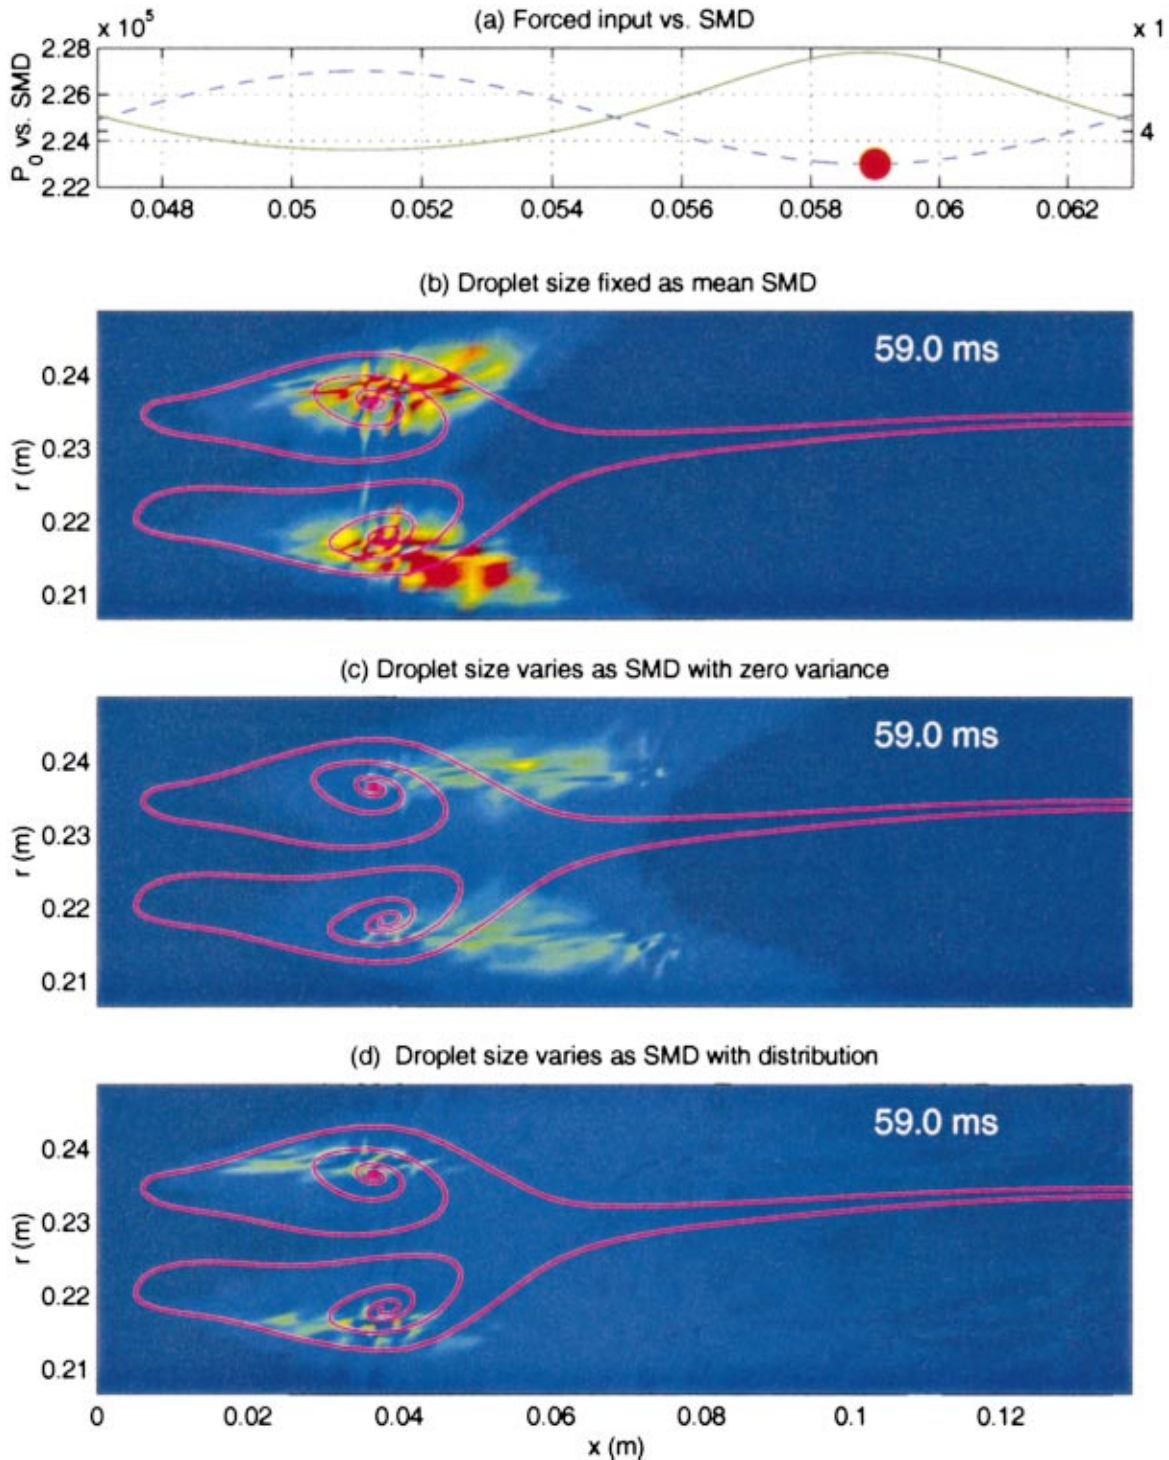 (a) Forced input vs. SMD
x 10^5
x 1
2.228
2.226
2.224
2.222
4
P_0 vs. SMD
0.048 0.05 0.052 0.054 0.056 0.058 0.06 0.062
(b) Droplet size fixed as mean SMD
59.0 ms
0.24
0.23
0.22
0.21
r (m)
(c) Droplet size varies as SMD with zero variance
59.0 ms
0.24
0.23
0.22
0.21
r (m)
(d) Droplet size varies as SMD with distribution
59.0 ms
0.24
0.23
0.22
0.21
r (m)
0 0.02 0.04 0.06 0.08 0.1 0.12
x (m)